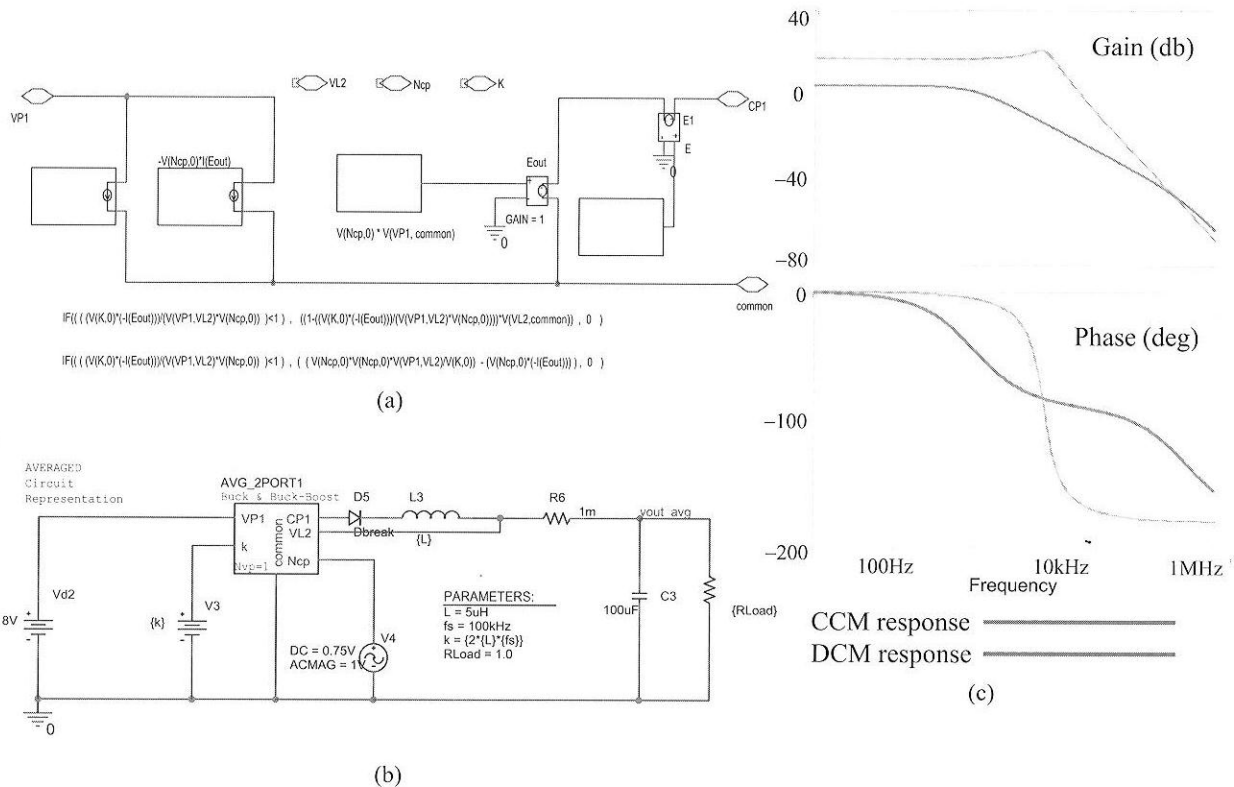 VL2
Ncp
K
VP1
CP1
E1
E
0
-V(Ncp,0)*I(Eout)
Eout
GAIN = 1
0
V(Ncp,0) * V(VP1, common)
common
IF(( ( (V(K,0)*(-I(Eout)))/(V(VP1,VL2)*V(Ncp,0)) )<1 ) , ((1-((V(K,0)*(-I(Eout)))/(V(VP1,VL2)*V(Ncp,0))))*V(VL2,common)) , 0 )
IF(( ( (V(K,0)*(-I(Eout)))/(V(VP1,VL2)*V(Ncp,0)) )<1 ) , ( ( V(Ncp,0)*V(Ncp,0)*V(VP1,VL2)/V(K,0)) - (V(Ncp,0)*(-I(Eout))) ) , 0 )
(a)
AVERAGED
Circuit
Representation
AVG_2PORT1
Buck & Buck-Boost
VP1
CP1
VL2
k
common
Ncp
Nvp=1
D5
Dbreak
L3
{L}
R6
1m
vout_avg
Vd2
8V
V3
{k}
V4
DC = 0.75V
ACMAG = 1V
PARAMETERS:
L = 5uH
fs = 100kHz
k = {2*{L}*{fs}}
RLoad = 1.0
100uF
C3
{RLoad}
0
(b)
40
Gain (db)
0
−40
−80
0
Phase (deg)
−100
−200
100Hz
10kHz
1MHz
Frequency
CCM response
DCM response
(c)